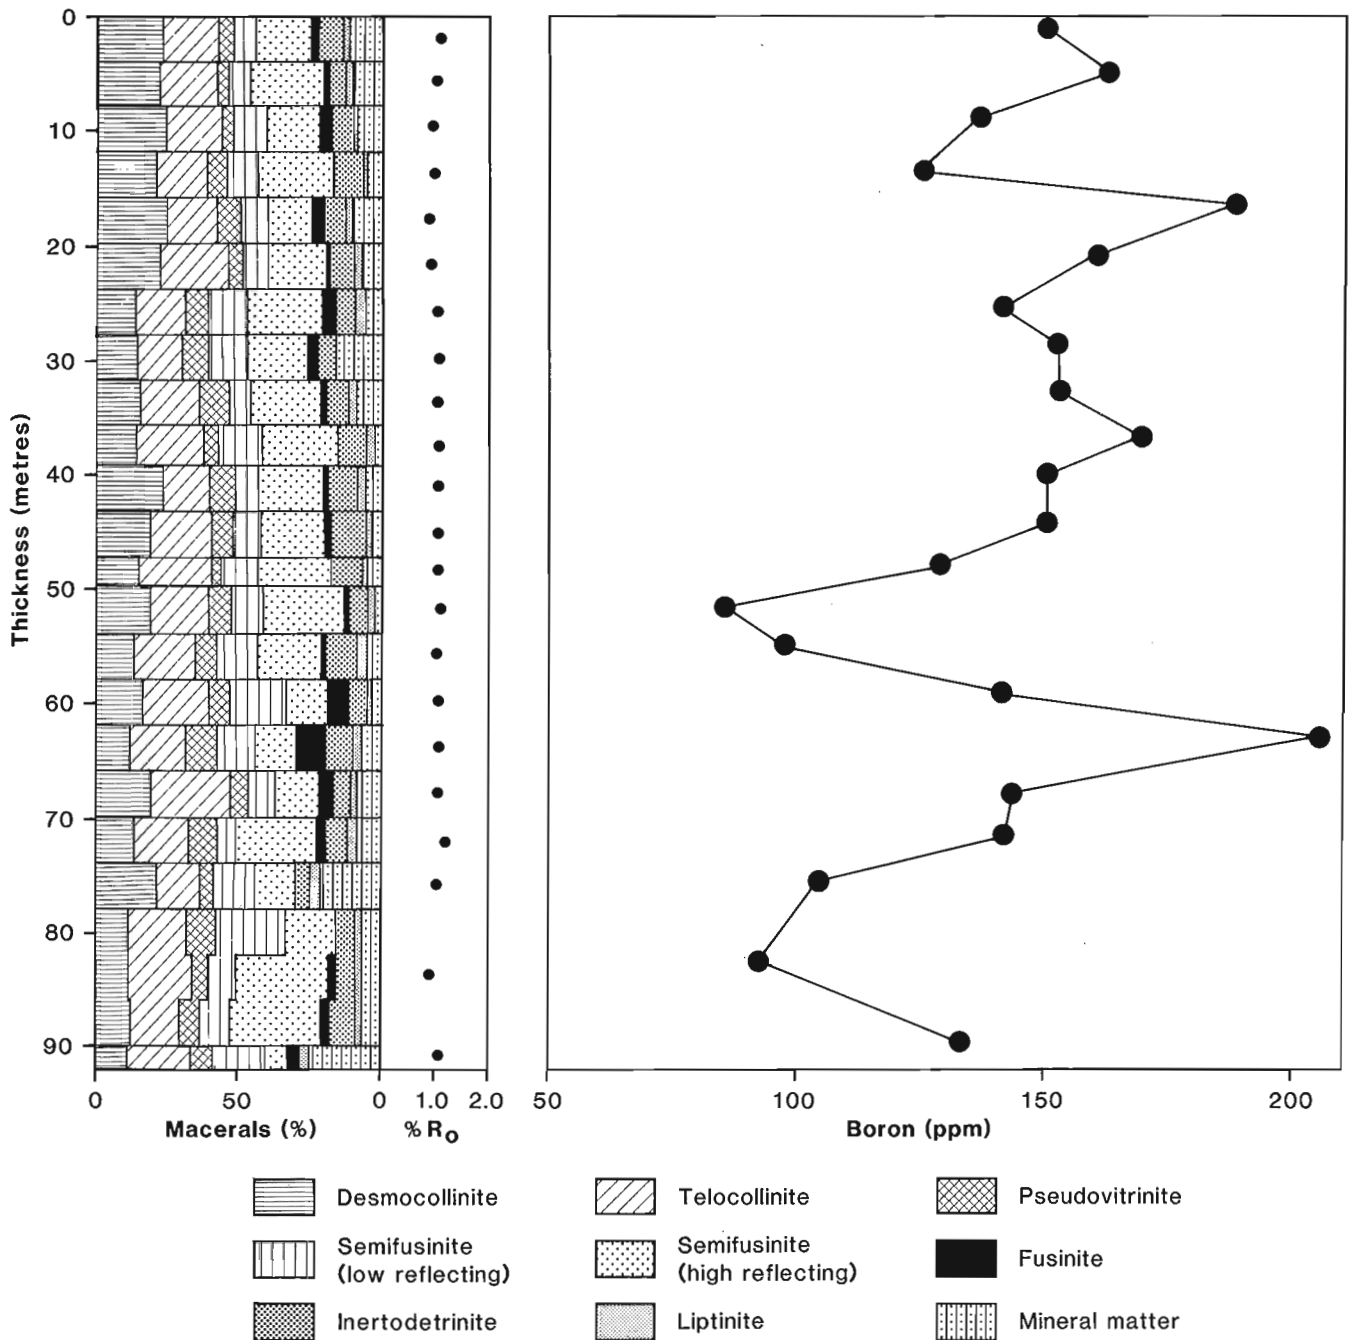 0
10
20
30
40
50
60
70
80
90
Thickness (metres)
0 50 0 1.0 2.0 50 100 150 200
Macerals (%) % Ro Boron (ppm)
Desmocollinite Telocollinite Pseudovitrinite
Semifusinite (low reflecting) Semifusinite (high reflecting) Fusinite
Inertodetrinite Liptinite Mineral matter